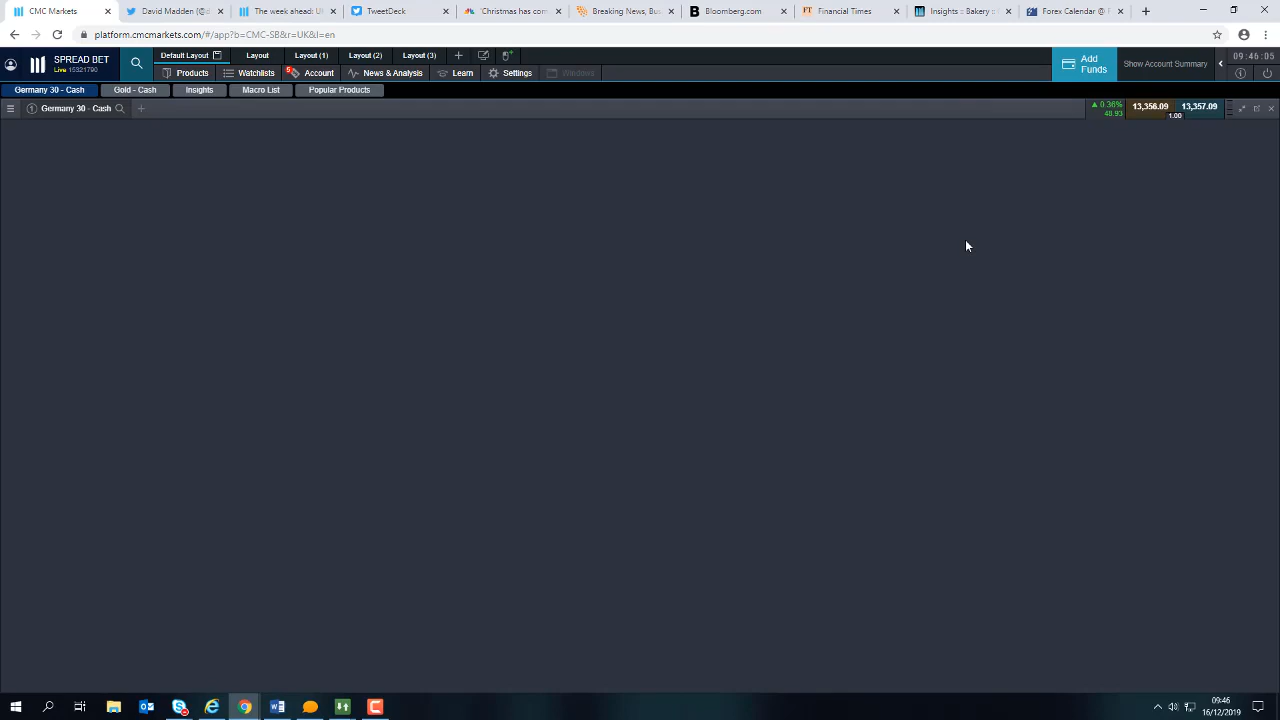 CMC Markets
David Madden (@
The week ahead: U
TweetDeck
'Christmas has com
Breaking News, Bus
Bloomberg.com
Financial Times
Insights :: Bakery ::
Forex Calendar @ F
platform.cmcmarkets.com/#/app?b=CMC-SB&r=UK&l=en
SPREAD BET
Live 15321790
Default Layout
Layout
Layout (1)
Layout (2)
Layout (3)
Products
Watchlists
5
Account
News & Analysis
Learn
Settings
Windows
Add
Funds
Show Account Summary
09:46:05
Germany 30 - Cash
Gold - Cash
Insights
Macro List
Popular Products
1 Germany 30 - Cash
0.36%
48.93
13,356.09
13,357.09
1.00
09:46
16/12/2019